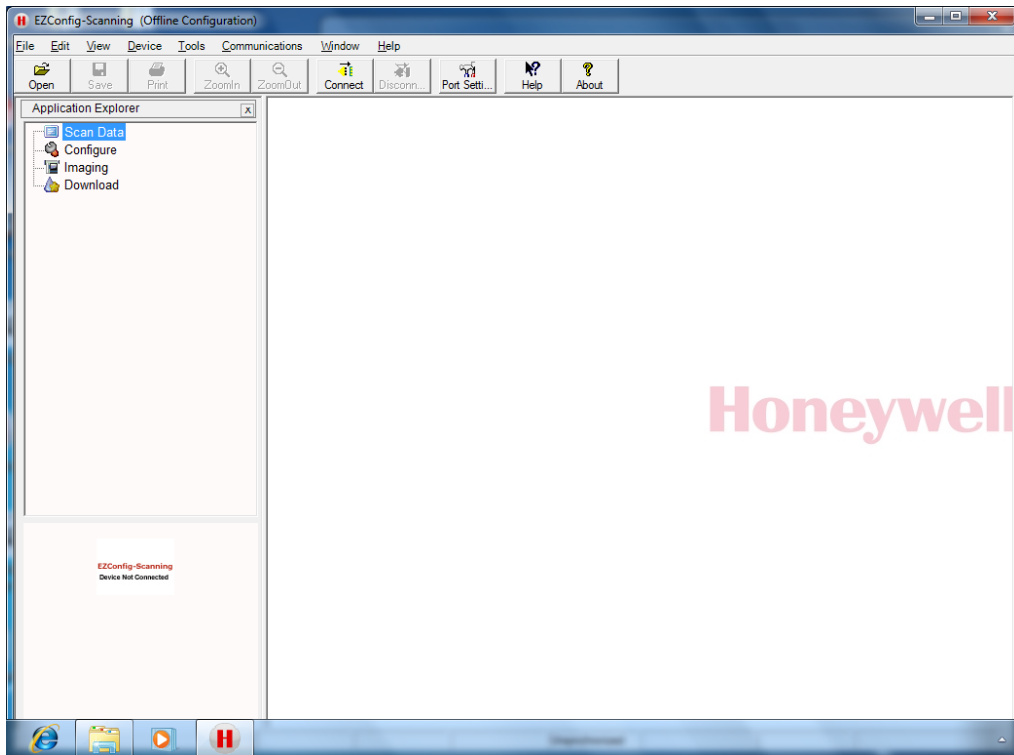 EZConfig-Scanning (Offline Configuration)
File Edit View Device Tools Communications Window Help
Open Save Print ZoomIn ZoomOut Connect Disconn... Port Setti... Help About
Application Explorer
Scan Data
Configure
Imaging
Download
Honeywell
EZConfig-Scanning
Device Not Connected